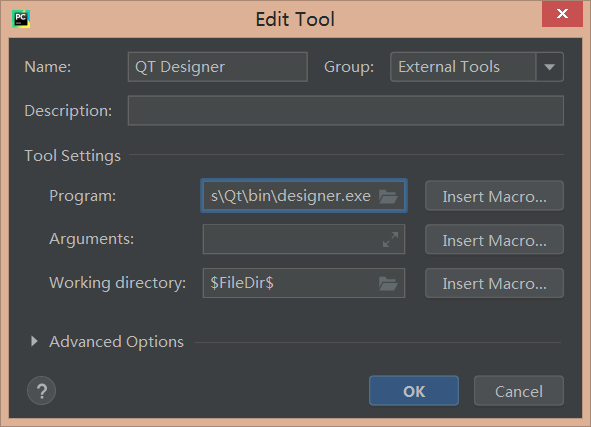 PC
Edit Tool
Name: QT Designer Group: External Tools
Description:
Tool Settings
Program: s\Qt\bin\designer.exe Insert Macro...
Arguments: Insert Macro...
Working directory: $FileDir$ Insert Macro...
Advanced Options
? OK Cancel